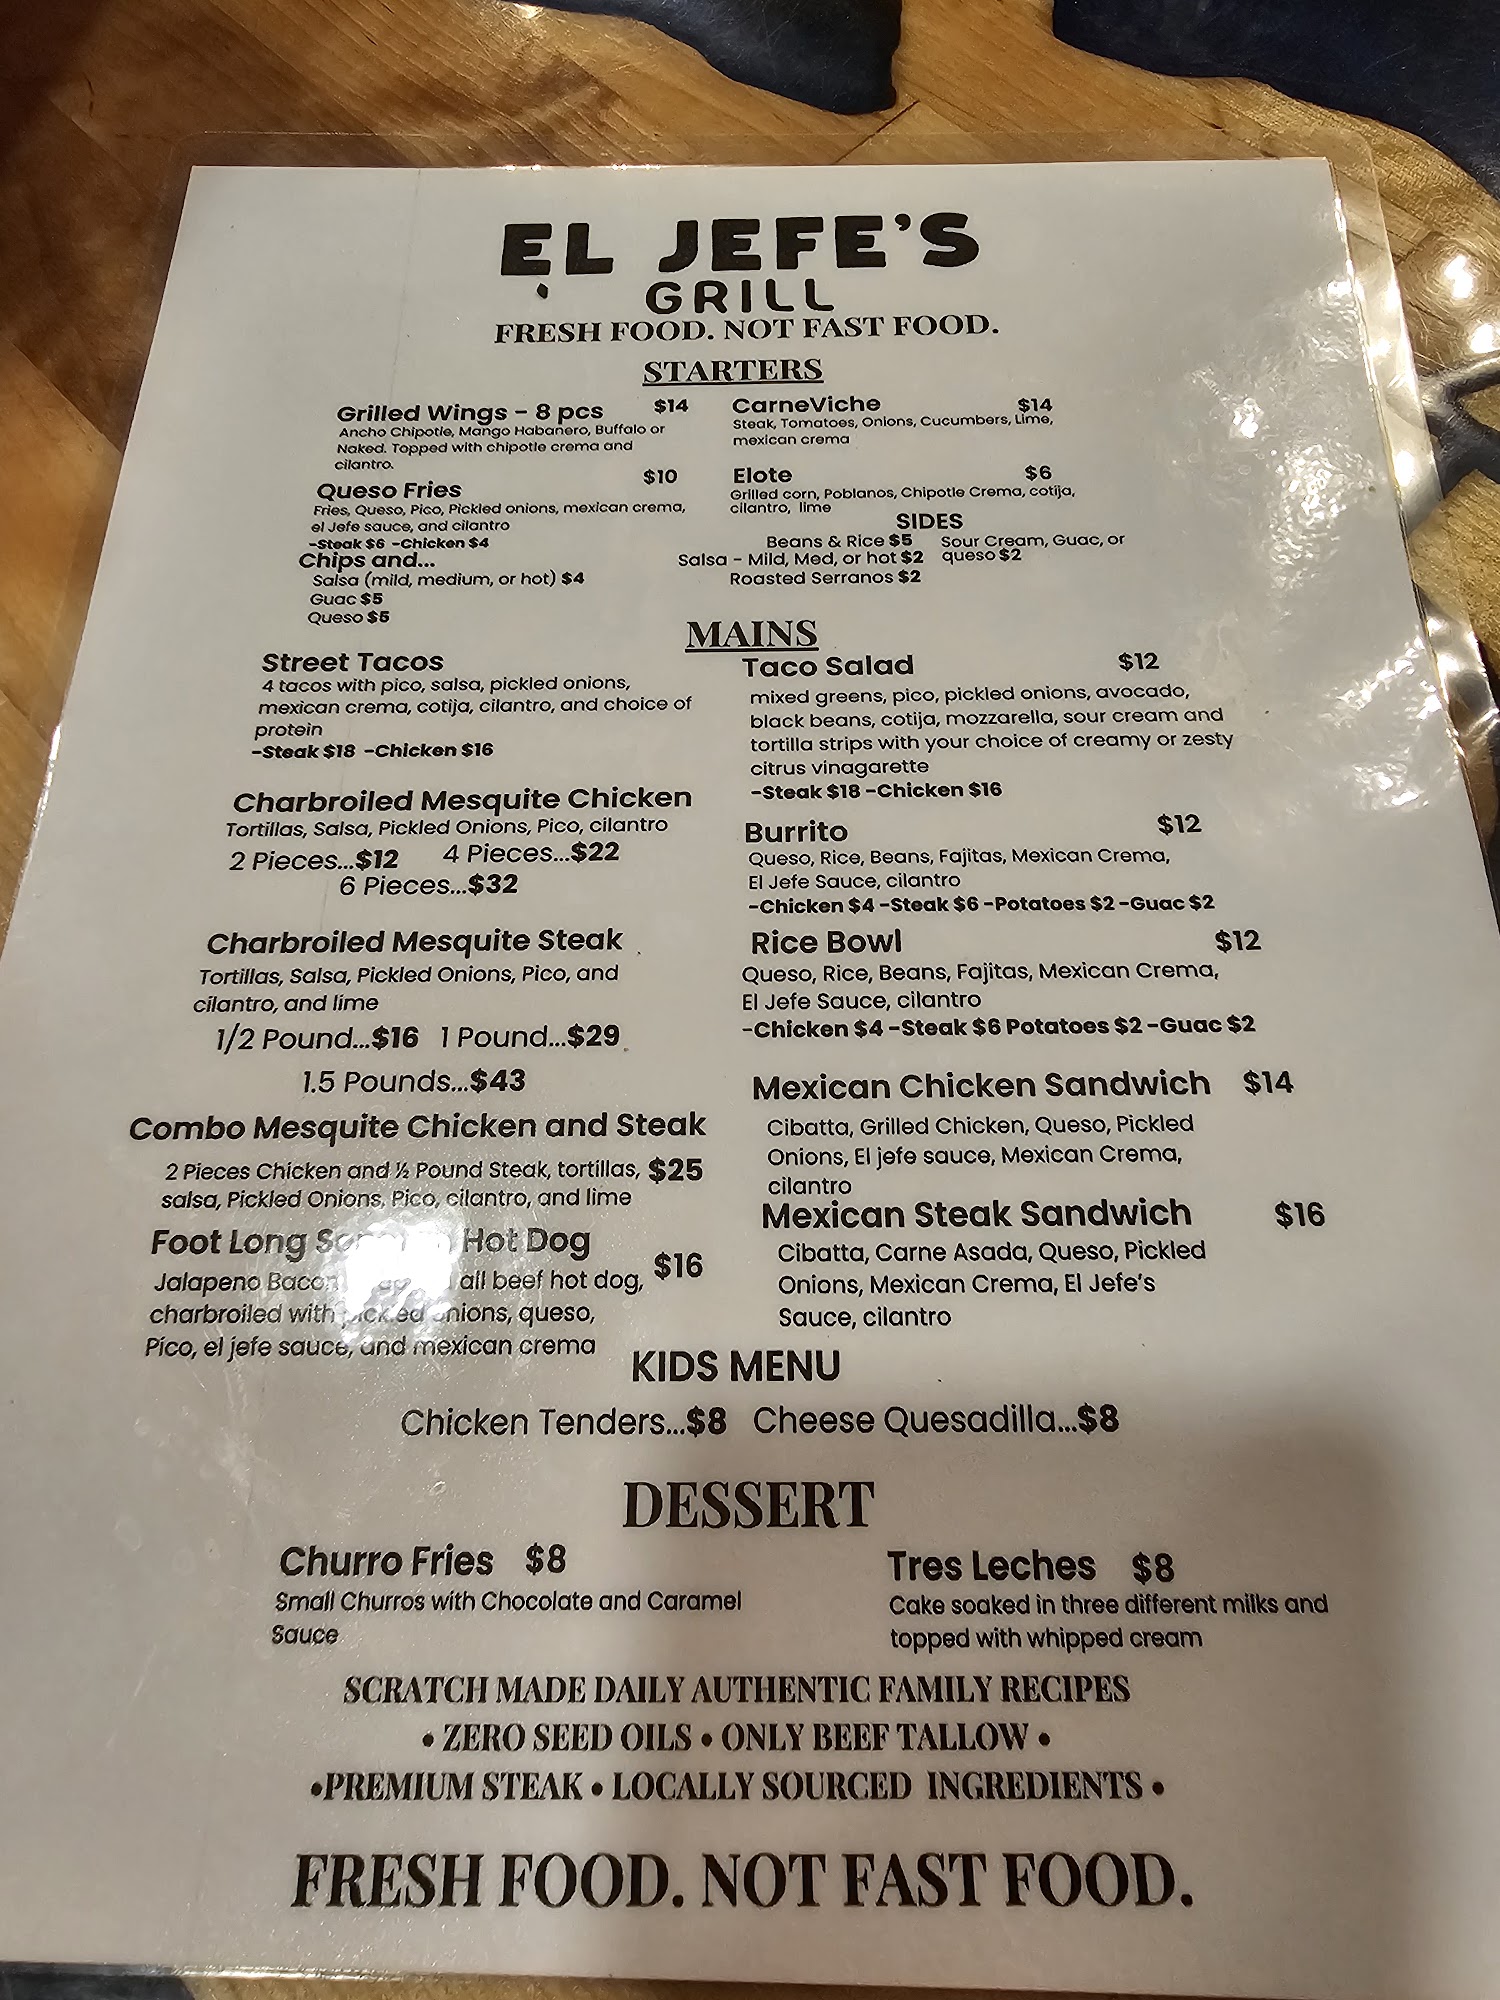 EL JEFE'S
GRILL
FRESH FOOD. NOT FAST FOOD.
STARTERS
Grilled Wings - 8 pcs $14
Ancho Chipotle, Mango Habanero, Buffalo or
Naked. Topped with chipotle crema and
cilantro.
Queso Fries $10
Fries, Queso, Pico, Pickled onions, mexican crema,
el Jefe sauce, and cilantro
-Steak $6 -Chicken $4
Chips and...
Salsa (mild, medium, or hot) $4
Guac $5
Queso $5
CarneViche $14
Steak, Tomatoes, Onions, Cucumbers, Lime,
mexican crema
Elote $6
Grilled corn, Poblanos, Chipotle Crema, cotija,
cilantro, lime
SIDES
Beans & Rice $5
Salsa - Mild, Med, or hot $2
Roasted Serranos $2
Sour Cream, Guac, or
queso $2
MAINS
Street Tacos
4 tacos with pico, salsa, pickled onions,
mexican crema, cotija, cilantro, and choice of
protein
-Steak $18 -Chicken $16
Charbroiled Mesquite Chicken
Tortillas, Salsa, Pickled Onions, Pico, cilantro
2 Pieces...$12 4 Pieces...$22
6 Pieces...$32
Charbroiled Mesquite Steak
Tortillas, Salsa, Pickled Onions, Pico, and
cilantro, and lime
1/2 Pound...$16 1 Pound...$29
1.5 Pounds...$43
Combo Mesquite Chicken and Steak
2 Pieces Chicken and ½ Pound Steak, tortillas, $25
salsa, Pickled Onions, Pico, cilantro, and lime
Foot Long Hot Dog
$16
Jalapeno Bacon all beef hot dog,
charbroiled with pickled onions, queso,
Pico, el jefe sauce, and mexican crema
Taco Salad $12
mixed greens, pico, pickled onions, avocado,
black beans, cotija, mozzarella, sour cream and
tortilla strips with your choice of creamy or zesty
citrus vinagarette
-Steak $18 -Chicken $16
Burrito $12
Queso, Rice, Beans, Fajitas, Mexican Crema,
El Jefe Sauce, cilantro
-Chicken $4 -Steak $6 -Potatoes $2 -Guac $2
Rice Bowl $12
Queso, Rice, Beans, Fajitas, Mexican Crema,
El Jefe Sauce, cilantro
-Chicken $4 -Steak $6 Potatoes $2 -Guac $2
Mexican Chicken Sandwich $14
Cibatta, Grilled Chicken, Queso, Pickled
Onions, El jefe sauce, Mexican Crema,
cilantro
Mexican Steak Sandwich $16
Cibatta, Carne Asada, Queso, Pickled
Onions, Mexican Crema, El Jefe's
Sauce, cilantro
KIDS MENU
Chicken Tenders...$8 Cheese Quesadilla...$8
DESSERT
Churro Fries $8
Small Churros with Chocolate and Caramel
Sauce
Tres Leches $8
Cake soaked in three different milks and
topped with whipped cream
SCRATCH MADE DAILY AUTHENTIC FAMILY RECIPES
• ZERO SEED OILS • ONLY BEEF TALLOW •
•PREMIUM STEAK • LOCALLY SOURCED INGREDIENTS •
FRESH FOOD. NOT FAST FOOD.